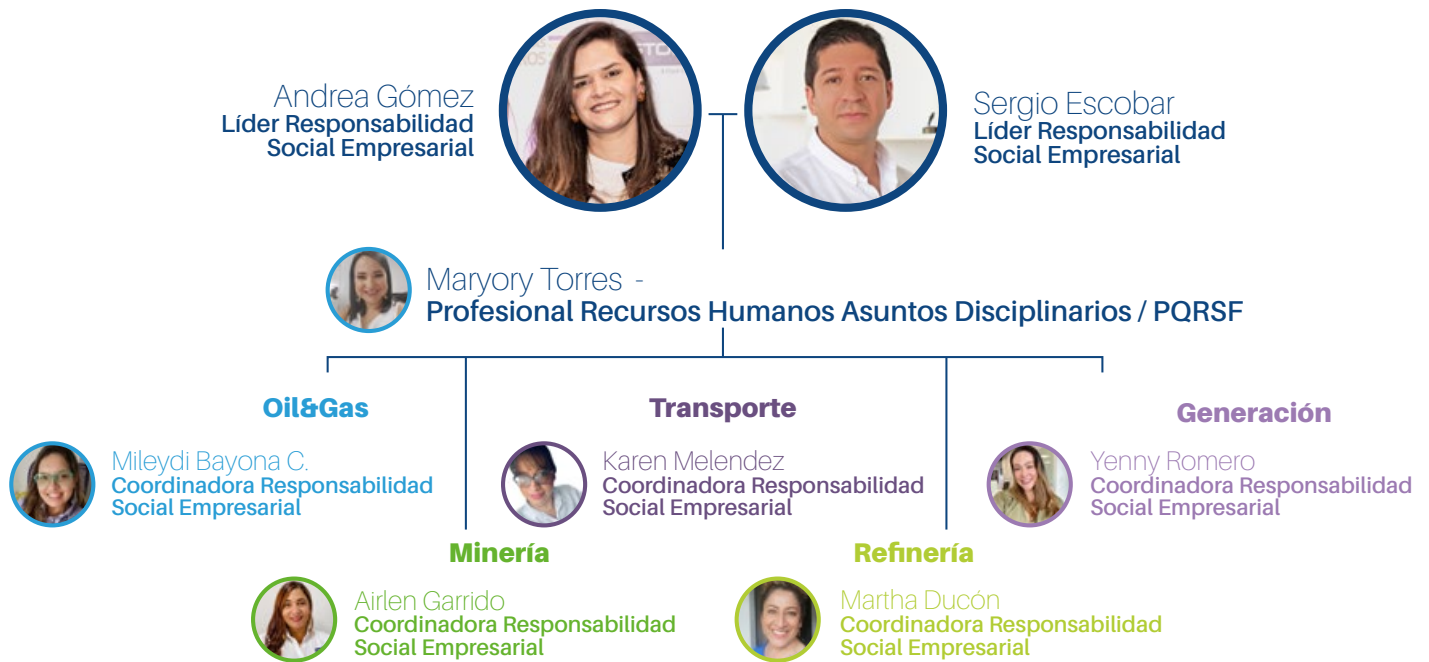 Andrea Gómez
Líder Responsabilidad
Social Empresarial
Sergio Escobar
Líder Responsabilidad
Social Empresarial
Maryory Torres -
Profesional Recursos Humanos Asuntos Disciplinarios / PQRSF
Oil&Gas
Mileydi Bayona C.
Coordinadora Responsabilidad
Social Empresarial
Transporte
Karen Melendez
Coordinadora Responsabilidad
Social Empresarial
Generación
Yenny Romero
Coordinadora Responsabilidad
Social Empresarial
Minería
Airlen Garrido
Coordinadora Responsabilidad
Social Empresarial
Refinería
Martha Ducón
Coordinadora Responsabilidad
Social Empresarial